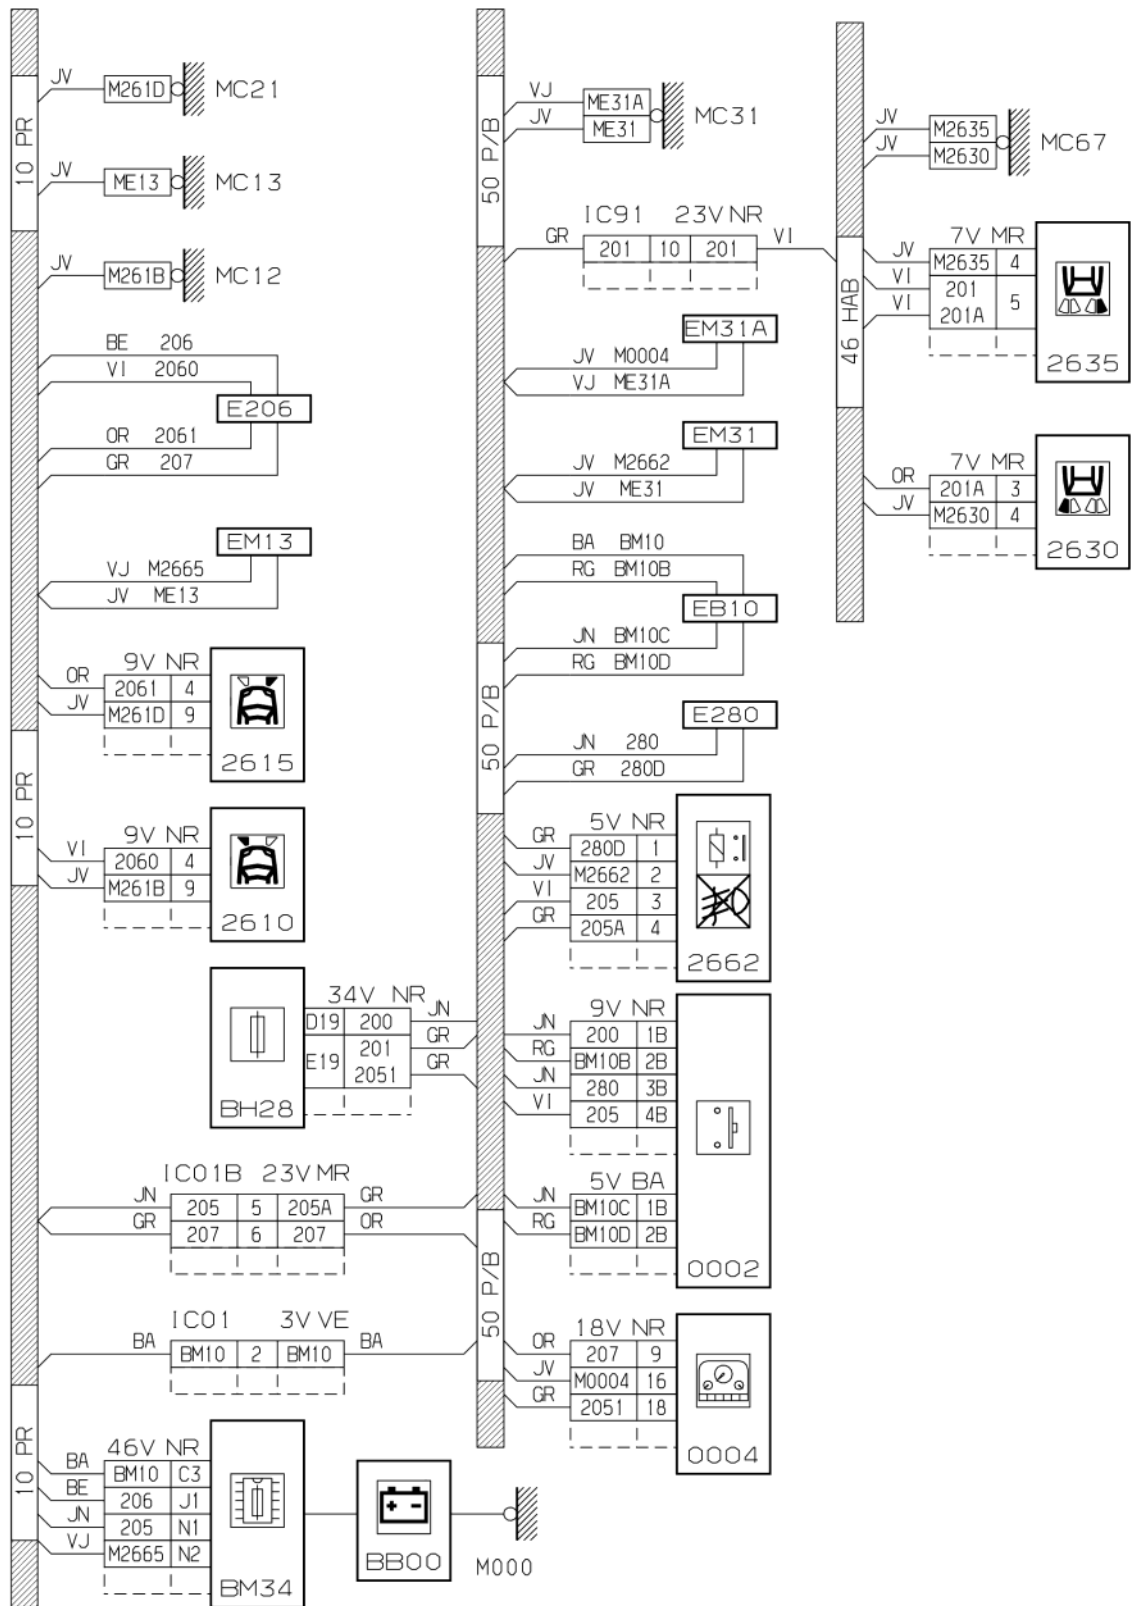 JV
M261D
MC21
10 PR
JV
ME13
MC13
JV
M261B
MC12
BE 206
VI 2060
E206
OR 2061
GR 207
EM13
VJ M2665
JV ME13
9V NR
OR 2061 4
JV M261D 9
2615
10 PR
9V NR
VI 2060 4
JV M261B 9
2610
34V NR
D19 200 JN
E19 201 GR
2051 GR
BH28
IC01B 23V MR
JN 205 5 205A GR
GR 207 6 207 OR
IC01 3V VE
BA BM10 2 BM10 BA
10 PR
46V NR
BA BM10 C3
BE 206 J1
JN 205 N1
VJ M2665 N2
BM34
BB00
M000
VJ ME31A
JV ME31
MC31
50 P/B
IC91 23V NR
GR 201 10 201 VI
EM31A
JV M0004
VJ ME31A
EM31
JV M2662
JV ME31
BA BM10
RG BM10B
EB10
JN BM10C
RG BM10D
50 P/B
E280
JN 280
GR 280D
5V NR
GR 280D 1
JV M2662 2
VI 205 3
GR 205A 4
2662
9V NR
JN 200 1B
RG BM10B 2B
JN 280 3B
VI 205 4B
5V BA
JN BM10C 1B
RG BM10D 2B
0002
50 P/B
18V NR
OR 207 9
JV M0004 16
GR 2051 18
0004
JV M2635
JV M2630
MC67
46 HAB
7V MR
JV M2635 4
VI 201 5
VI 201A
2635
7V MR
OR 201A 3
JV M2630 4
2630